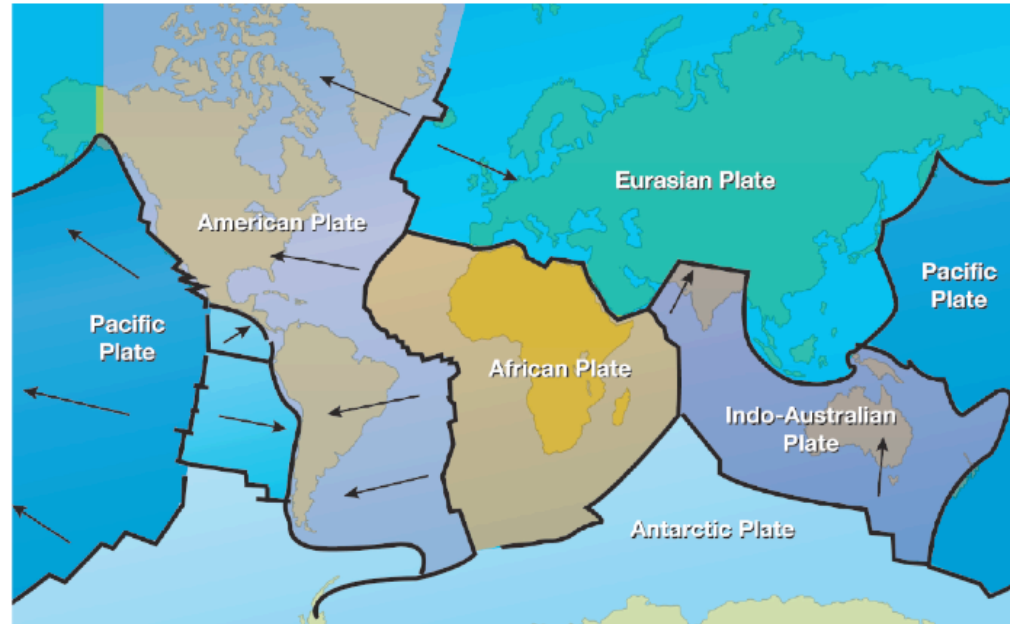 Eurasian Plate
American Plate
Pacific
Plate
Pacific
Plate
African Plate
Indo-Australian
Plate
Antarctic Plate